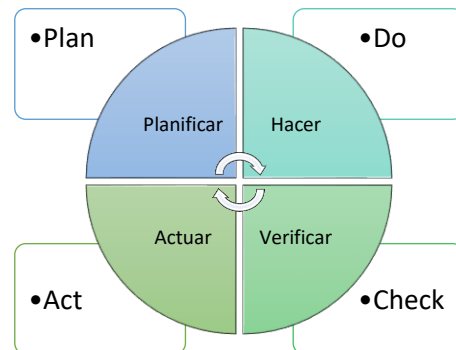 •Plan
•Do
Planificar
Hacer
Actuar
Verificar
•Act
•Check